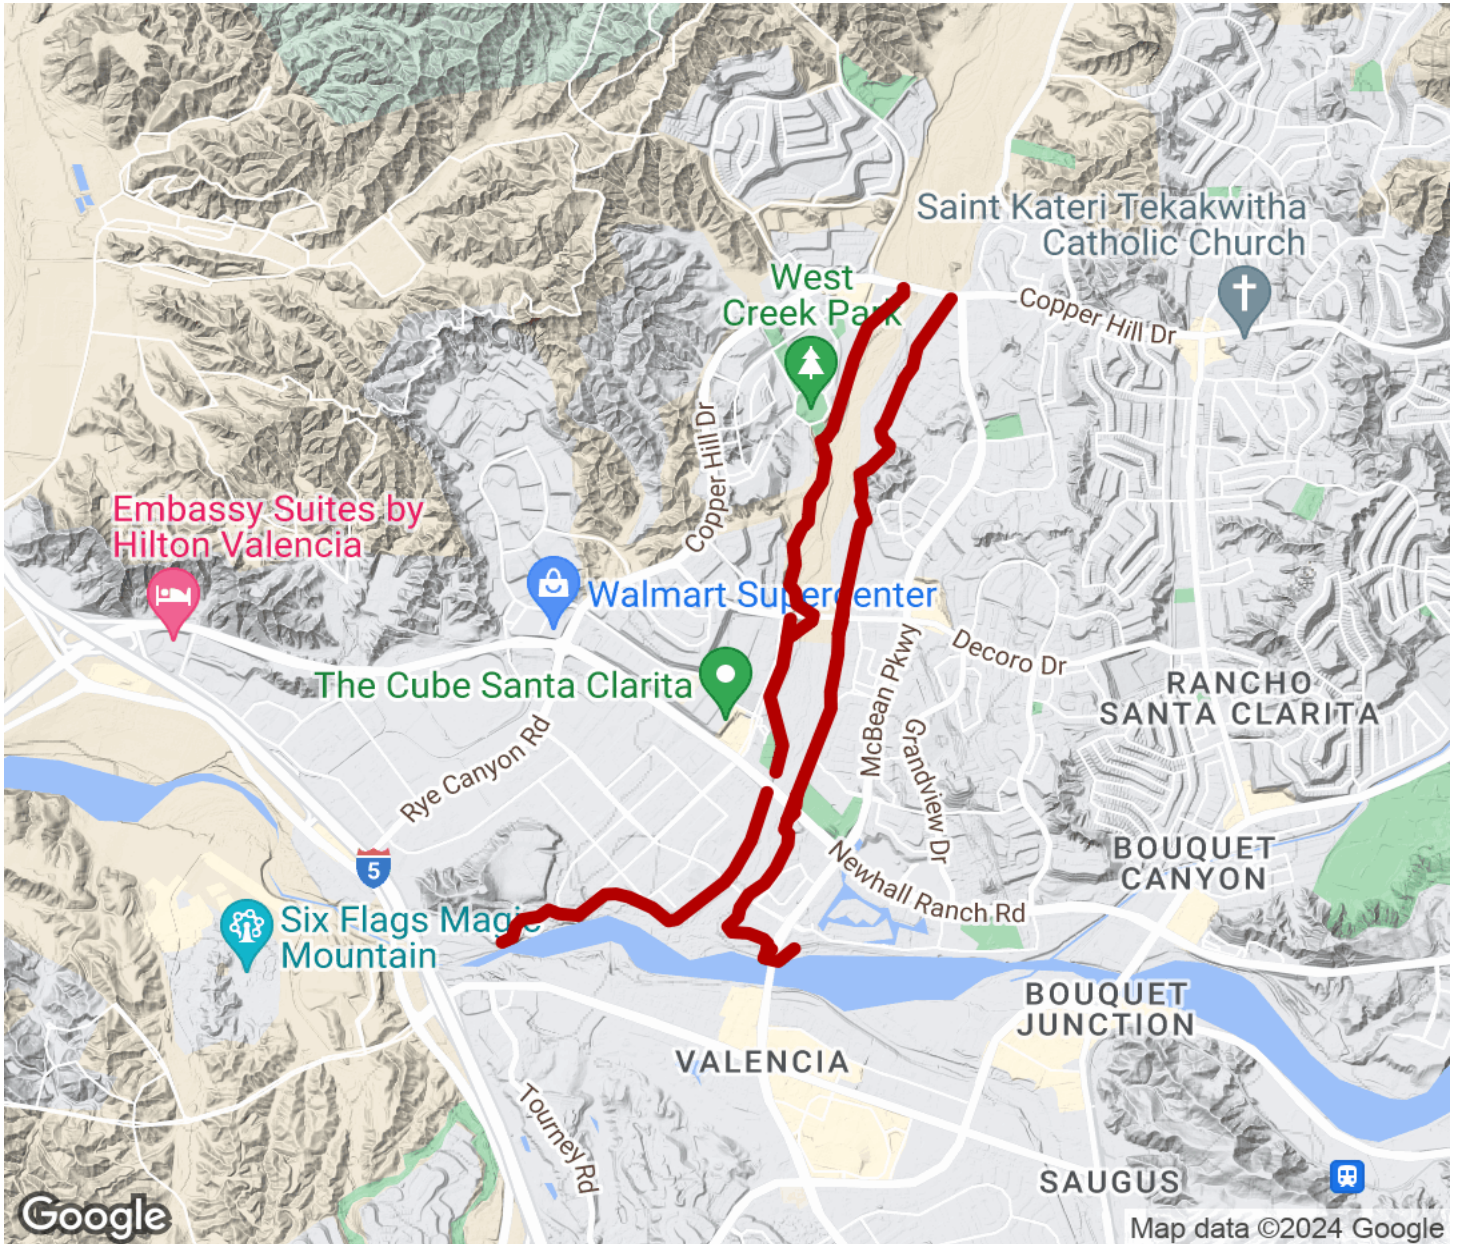 Saint Kateri Tekakwitha
Catholic Church
West
Creek Park
Copper Hill Dr
Copper Hill Dr
Embassy Suites by
Hilton Valencia
Walmart Supercenter
Decoro Dr
The Cube Santa Clarita
McBean Pkwy
RANCHO
SANTA CLARITA
Grandview Dr
Rye Canyon Rd
5
BOUQUET
CANYON
Newhall Ranch Rd
Six Flags Magic
Mountain
BOUQUET
JUNCTION
VALENCIA
Tourney Rd
SAUGUS
Google
Map data ©2024 Google